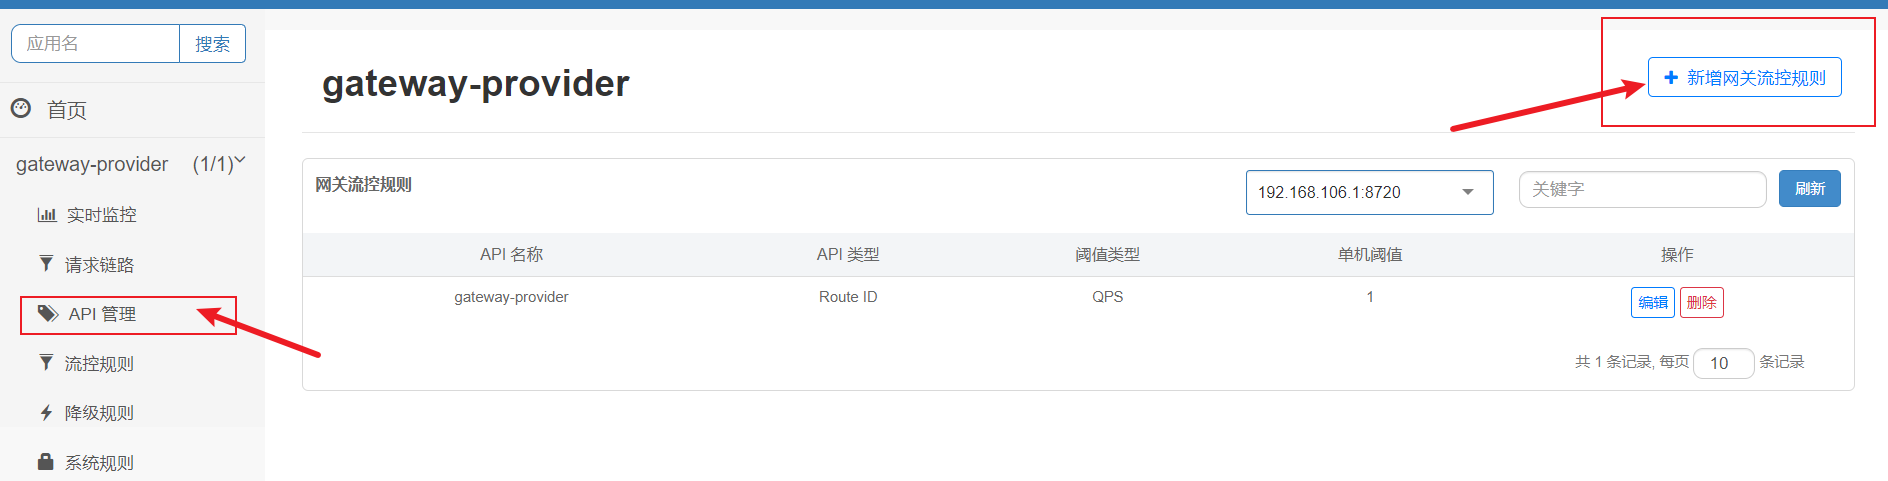 应用名 搜索
首页
gateway-provider (1/1)
实时监控
请求链路
API 管理
流控规则
降级规则
系统规则
gateway-provider
新增网关流控规则
网关流控规则 192.168.106.1:8720 关键字 刷新
API 名称 API 类型 阈值类型 单机阈值 操作
gateway-provider Route ID QPS 1 编辑 删除
共 1 条记录, 每页 10 条记录